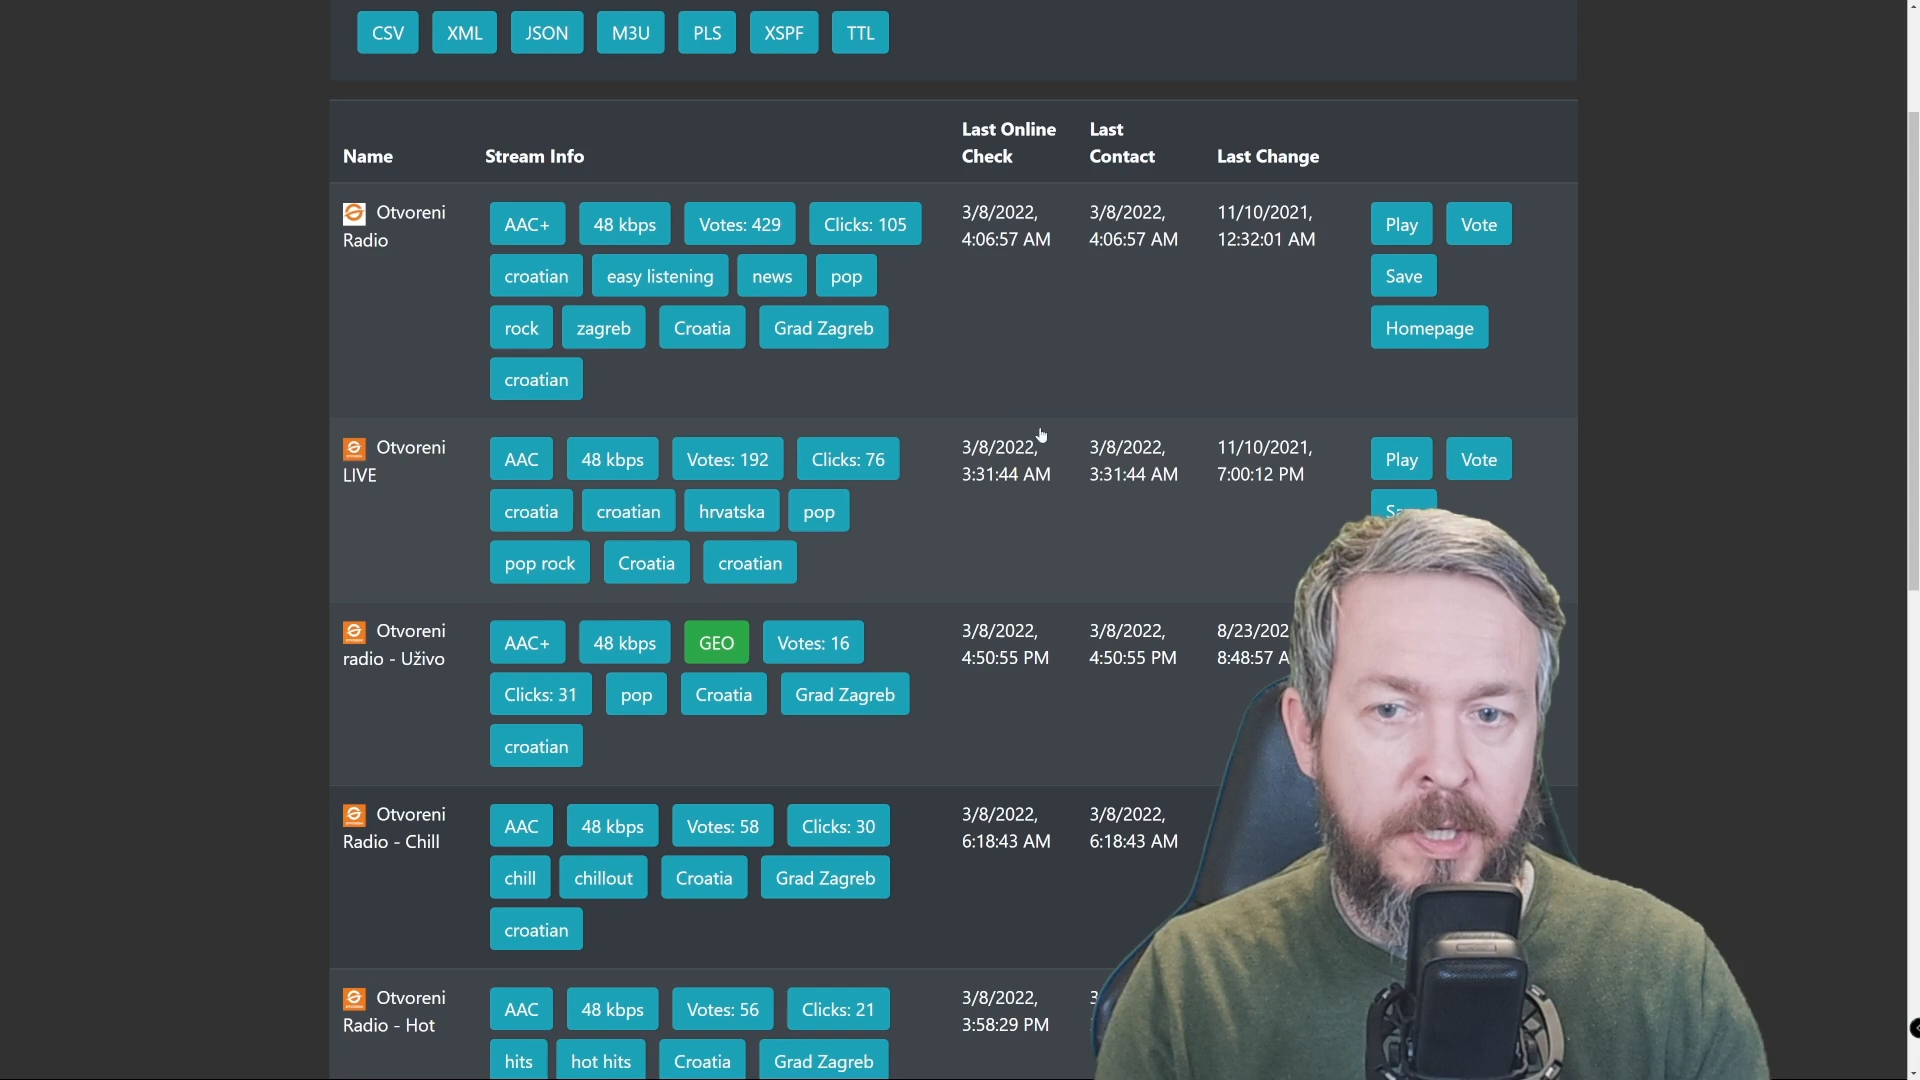 CSV XML JSON M3U PLS XSPF TTL
Name Stream Info Last Online Check Last Contact Last Change
Otvoreni Radio
AAC+ 48 kbps Votes: 429 Clicks: 105
croatian easy listening news pop
rock zagreb Croatia Grad Zagreb
croatian
3/8/2022, 4:06:57 AM
3/8/2022, 4:06:57 AM
11/10/2021, 12:32:01 AM
Play Vote
Save
Homepage
Otvoreni LIVE
AAC 48 kbps Votes: 192 Clicks: 76
croatia croatian hrvatska pop
pop rock Croatia croatian
3/8/2022, 3:31:44 AM
3/8/2022, 3:31:44 AM
11/10/2021, 7:00:12 PM
Play Vote
Otvoreni radio - Uživo
AAC+ 48 kbps GEO Votes: 16
Clicks: 31 pop Croatia Grad Zagreb
croatian
3/8/2022, 4:50:55 PM
3/8/2022, 4:50:55 PM
8/23/202
8:48:57 A
Otvoreni Radio - Chill
AAC 48 kbps Votes: 58 Clicks: 30
chill chillout Croatia Grad Zagreb
croatian
3/8/2022, 6:18:43 AM
3/8/2022, 6:18:43 AM
Otvoreni Radio - Hot
AAC 48 kbps Votes: 56 Clicks: 21
hits hot hits Croatia Grad Zagreb
3/8/2022, 3:58:29 PM